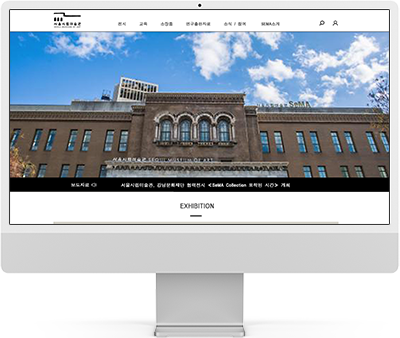 서울시립미술관
전시
교육
소장품
연구출판자료
소식 / 참여
SeMA소개
SeMA
서울시립미술관 SEOUL MUSEUM OF ART
보도자료
서울시립미술관, 강남문화재단 협력전시 <SeMA Collection 포착된 시간> 개최
EXHIBITION